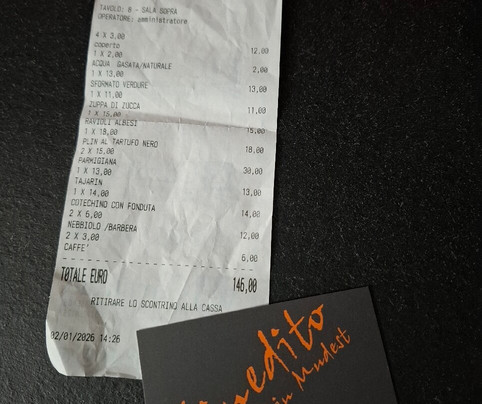 TAVOLO: 8 - SALA SOPRA
OPERATORE: amministratore
4 X 3,00
coperto 12,00
1 X 2,00
ACQUA GASATA/NATURALE 2,00
1 X 13,00
SFORMATO VERDURE 13,00
1 X 11,00
ZUPPA DI ZUCCA 11,00
1 X 15,00
RAVIOLI ALBESI 15,00
1 X 18,00
PLIN AL TARTUFO NERO 18,00
2 X 15,00
PARMIGIANA 30,00
1 X 13,00
TAJARIN 13,00
1 X 14,00
COTECHINO CON FONDUTA 14,00
2 X 6,00
NEBBIOLO /BARBERA 12,00
2 X 3,00
CAFFE' 6,00
TOTALE EURO 146,00
RITIRARE LO SCONTRINO ALLA CASSA
02/01/2026 14:26
in Mudest